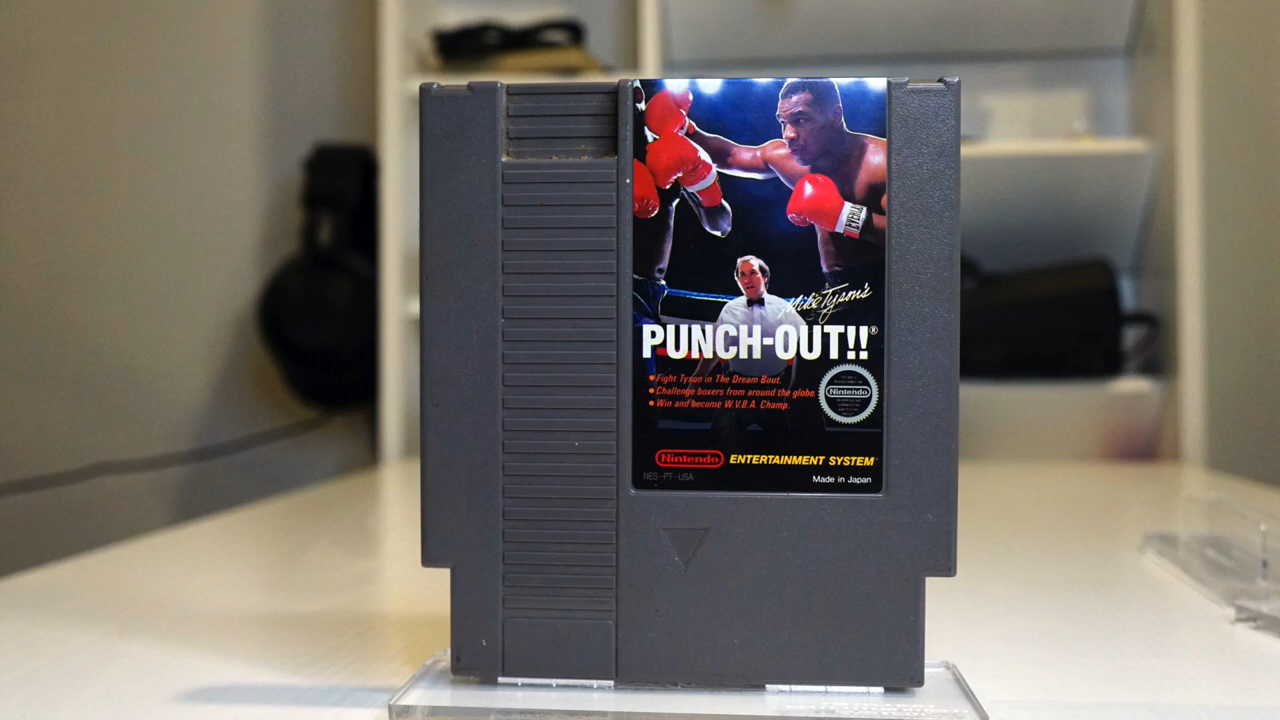 EVERLAST
Mike Tyson's
PUNCH-OUT!!®
• Fight Tyson in The Dream Bout.
• Challenge boxers from around the globe.
• Win and become W.V.B.A. Champ.
Nintendo
Nintendo ENTERTAINMENT SYSTEM
NES-PT-USA
Made in Japan